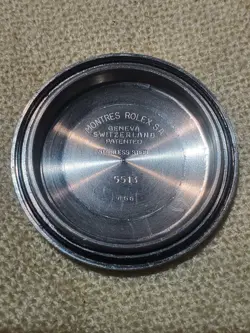 MONTRES ROLEX S.A.
GENEVA
SWITZERLAND
PATENTED
STAINLESS STEEL
5513